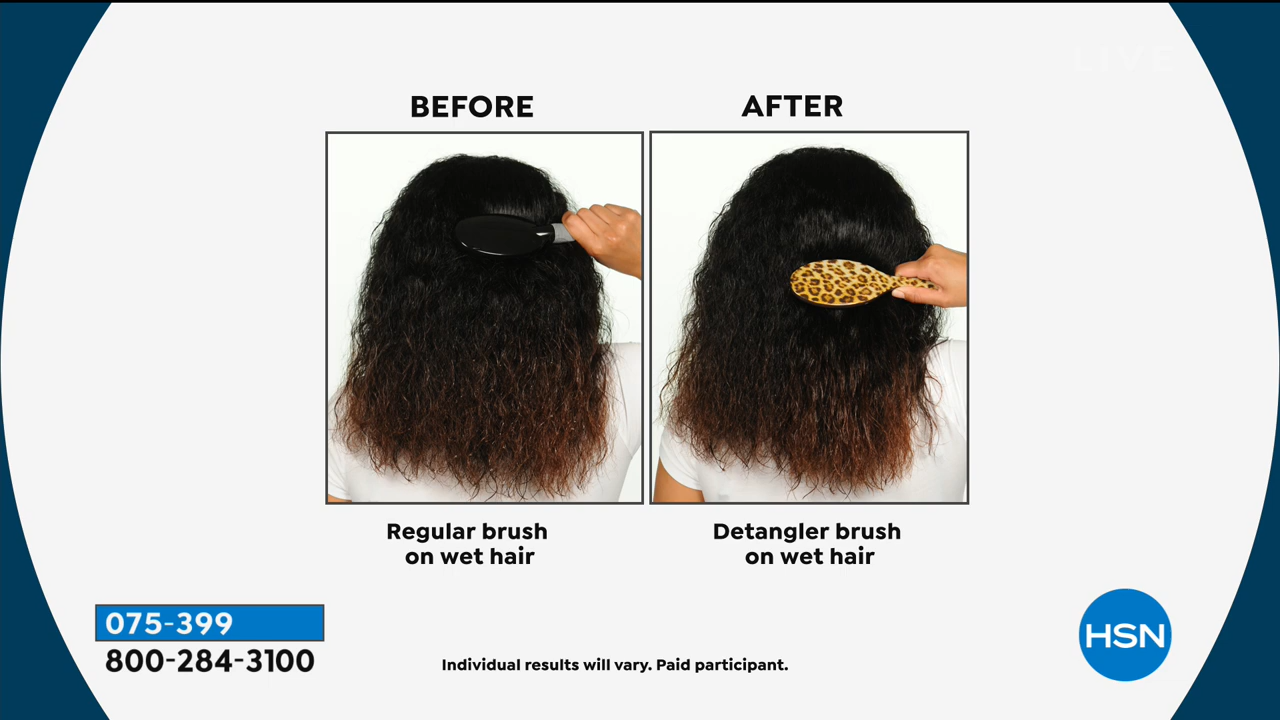 LIVE
BEFORE
AFTER
Regular brush
on wet hair
Detangler brush
on wet hair
075-399
800-284-3100
Individual results will vary. Paid participant.
HSN